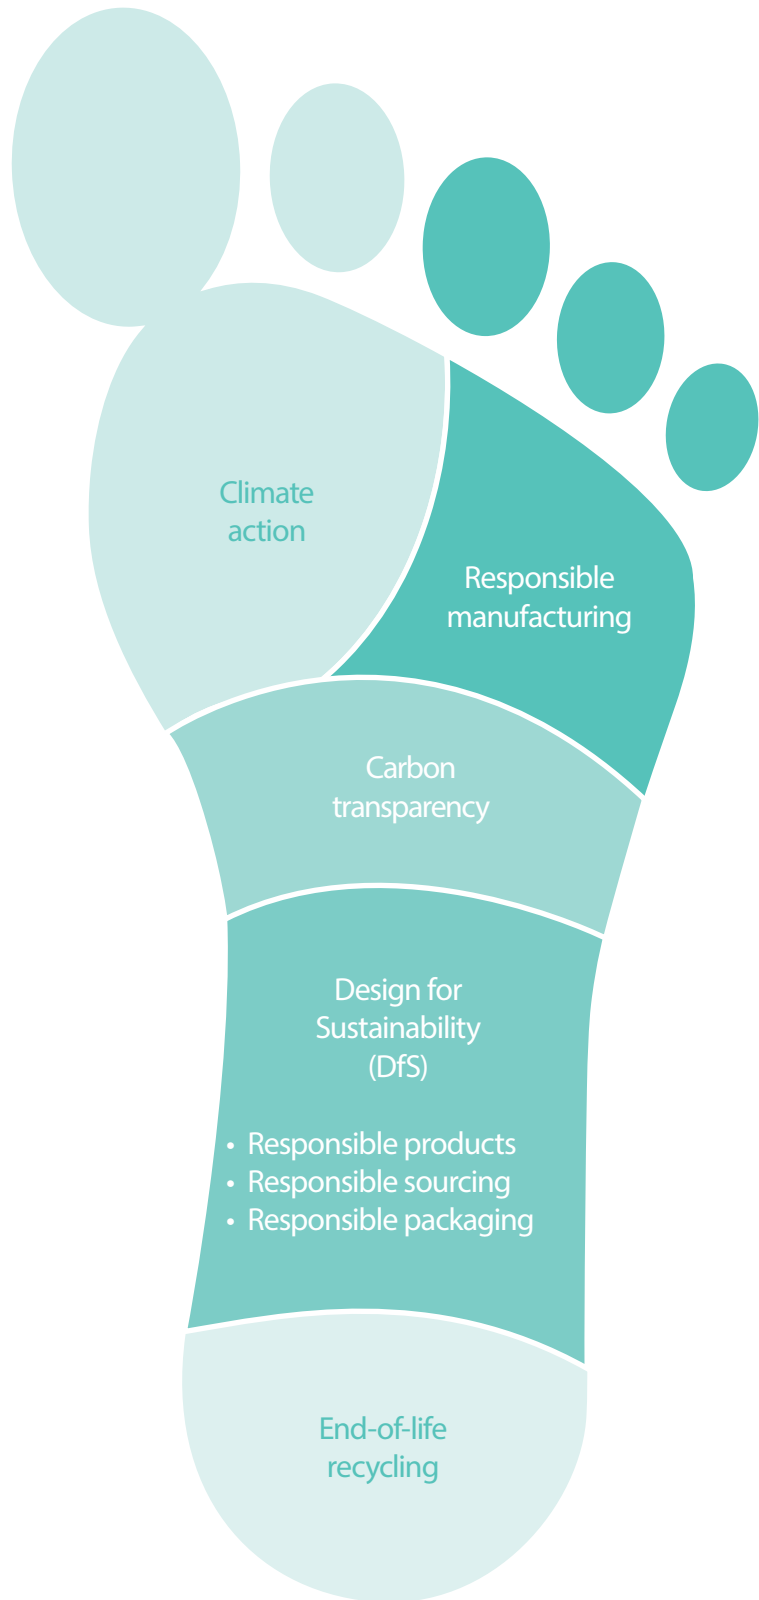 Climate
action
Responsible
manufacturing
Carbon
transparency
Design for
Sustainability
(DfS)
• Responsible products
• Responsible sourcing
• Responsible packaging
End-of-life
recycling